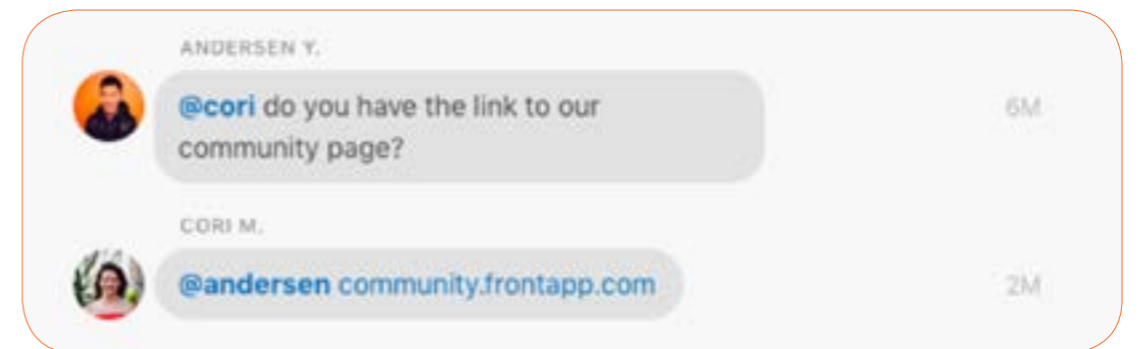 ANDERSEN Y.
@cori do you have the link to our
6M
community page?
CORI M.
@andersen community.frontapp.com
2M